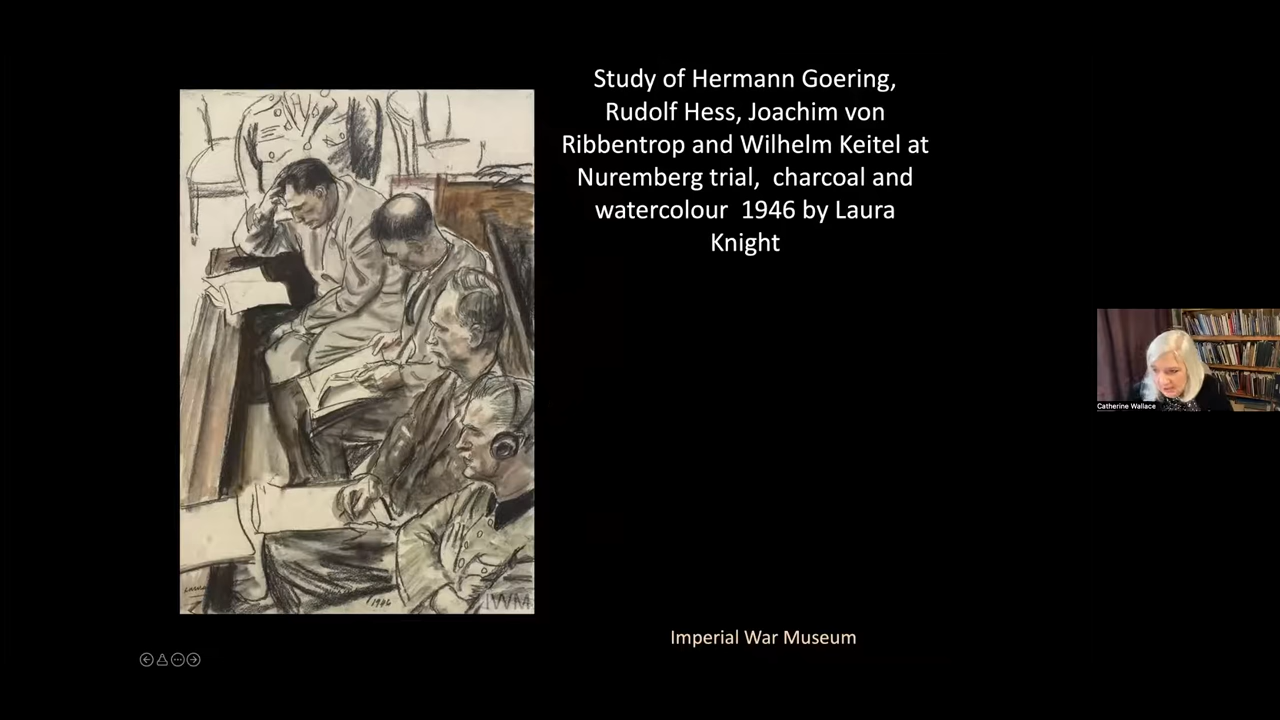 Study of Hermann Goering,
Rudolf Hess, Joachim von
Ribbentrop and Wilhelm Keitel at
Nuremberg trial, charcoal and
watercolour 1946 by Laura
Knight
1946
IWM
Catherine Wallace
Imperial War Museum